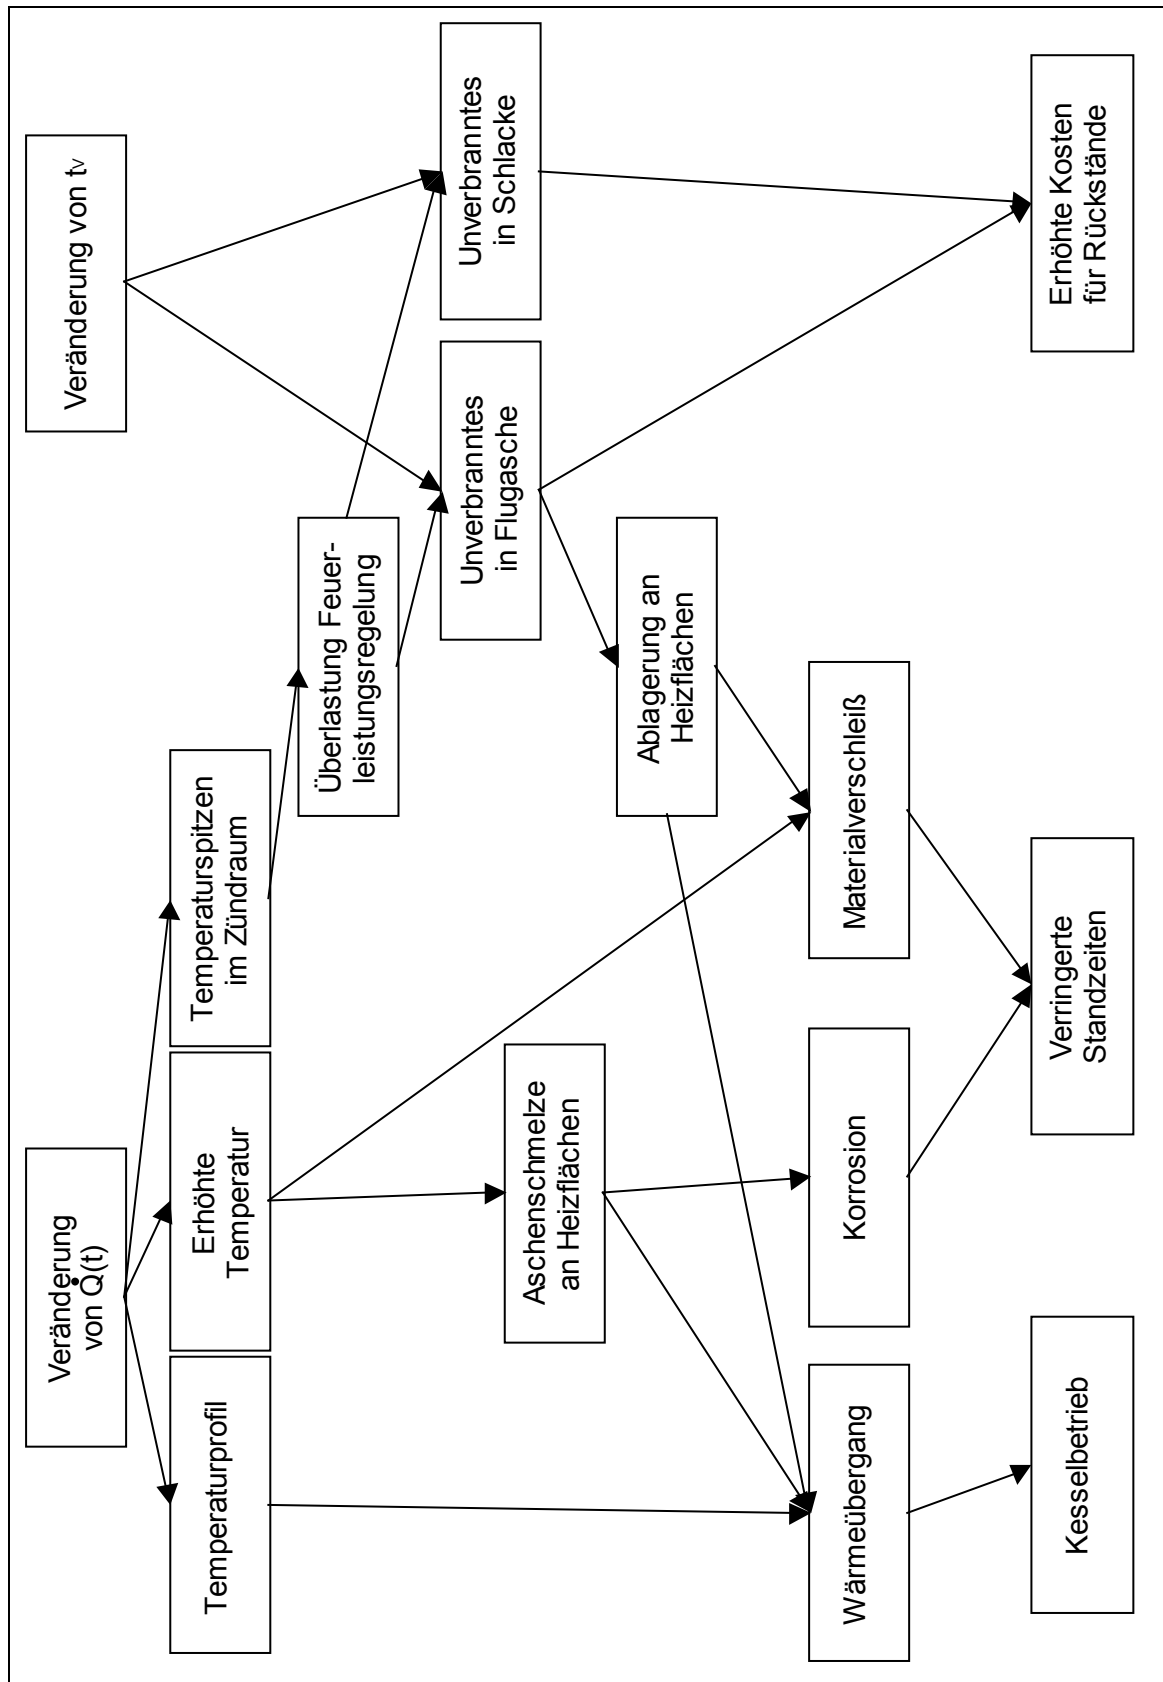 Veränderung
von Q̇(t)
Veränderung von tv
Temperaturprofil
Erhöhte
Temperatur
Temperaturspitzen
im Zündraum
Überlastung Feuer-
leistungsregelung
Unverbranntes
in Flugasche
Unverbranntes
in Schlacke
Aschenschmelze
an Heizflächen
Ablagerung an
Heizflächen
Wärmeübergang
Korrosion
Materialverschleiß
Kesselbetrieb
Verringerte
Standzeiten
Erhöhte Kosten
für Rückstände